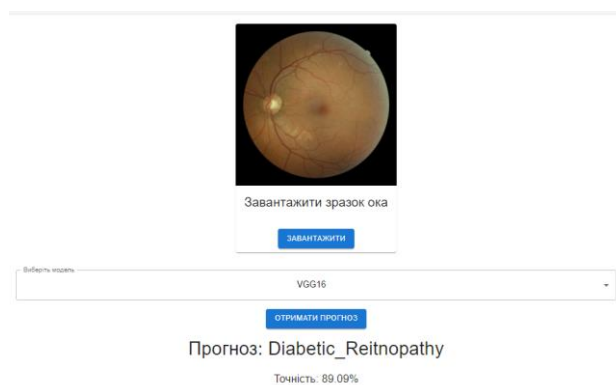 Завантажити зразок ока
ЗАВАНТАЖИТИ
Виберіть модель
VGG16
ОТРИМАТИ ПРОГНОЗ
Прогноз: Diabetic_Reitnopathy
Точність: 89.09%